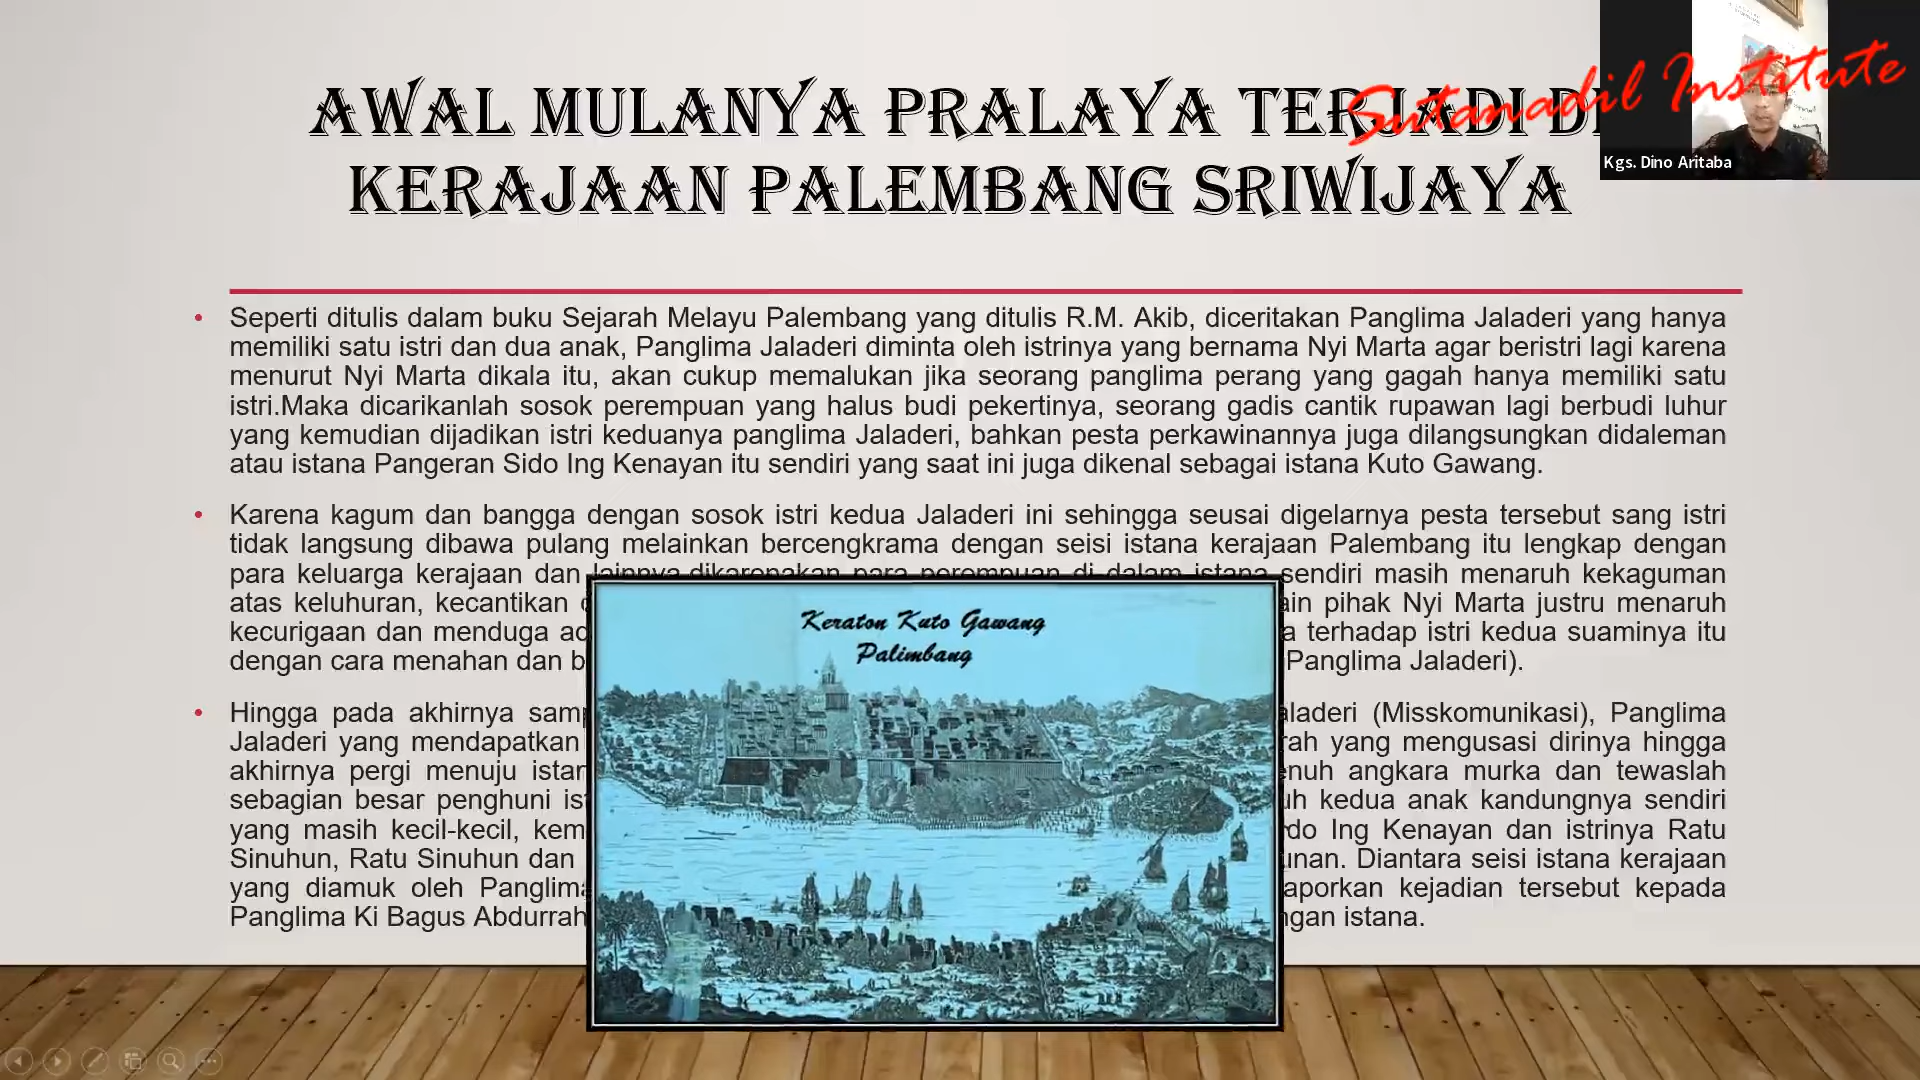 AWAL MULANYA PRALAYA TERJADI DI
KERAJAAN PALEMBANG SRIWIJAYA
Sutanadil Institute
Kgs. Dino Aritaba
• Seperti ditulis dalam buku Sejarah Melayu Palembang yang ditulis R.M. Akib, diceritakan Panglima Jaladeri yang hanya
memiliki satu istri dan dua anak, Panglima Jaladeri diminta oleh istrinya yang bernama Nyi Marta agar beristri lagi karena
menurut Nyi Marta dikala itu, akan cukup memalukan jika seorang panglima perang yang gagah hanya memiliki satu
istri.Maka dicarikanlah sosok perempuan yang halus budi pekertinya, seorang gadis cantik rupawan lagi berbudi luhur
yang kemudian dijadikan istri keduanya panglima Jaladeri, bahkan pesta perkawinannya juga dilangsungkan didaleman
atau istana Pangeran Sido Ing Kenayan itu sendiri yang saat ini juga dikenal sebagai istana Kuto Gawang.
• Karena kagum dan bangga dengan sosok istri kedua Jaladeri ini sehingga seusai digelarnya pesta tersebut sang istri
tidak langsung dibawa pulang melainkan bercengkrama dengan seisi istana kerajaan Palembang itu lengkap dengan
para keluarga kerajaan dan lainnya dikarenakan para perempuan di dalam istana sendiri masih menaruh kekaguman
atas keluhuran, kecantikan pihak Nyi Marta justru menaruh
kecurigaan dan menduga terhadap istri kedua suaminya itu
dengan cara menahan dan Panglima Jaladeri).
• Hingga pada akhirnya (Misskomunikasi), Panglima
Jaladeri yang mendapatkan yang mengusasi dirinya hingga
akhirnya pergi menuju angkara murka dan tewaslah
sebagian besar penghuni kedua anak kandungnya sendiri
yang masih kecil-kecil, Ing Kenayan dan istrinya Ratu
Sinuhun, Ratu Sinuhun dan Diantara seisi istana kerajaan
yang diamuk oleh kejadian tersebut kepada
Panglima Ki Bagus istana.
Keraton Kuto Gawang
Palimbang